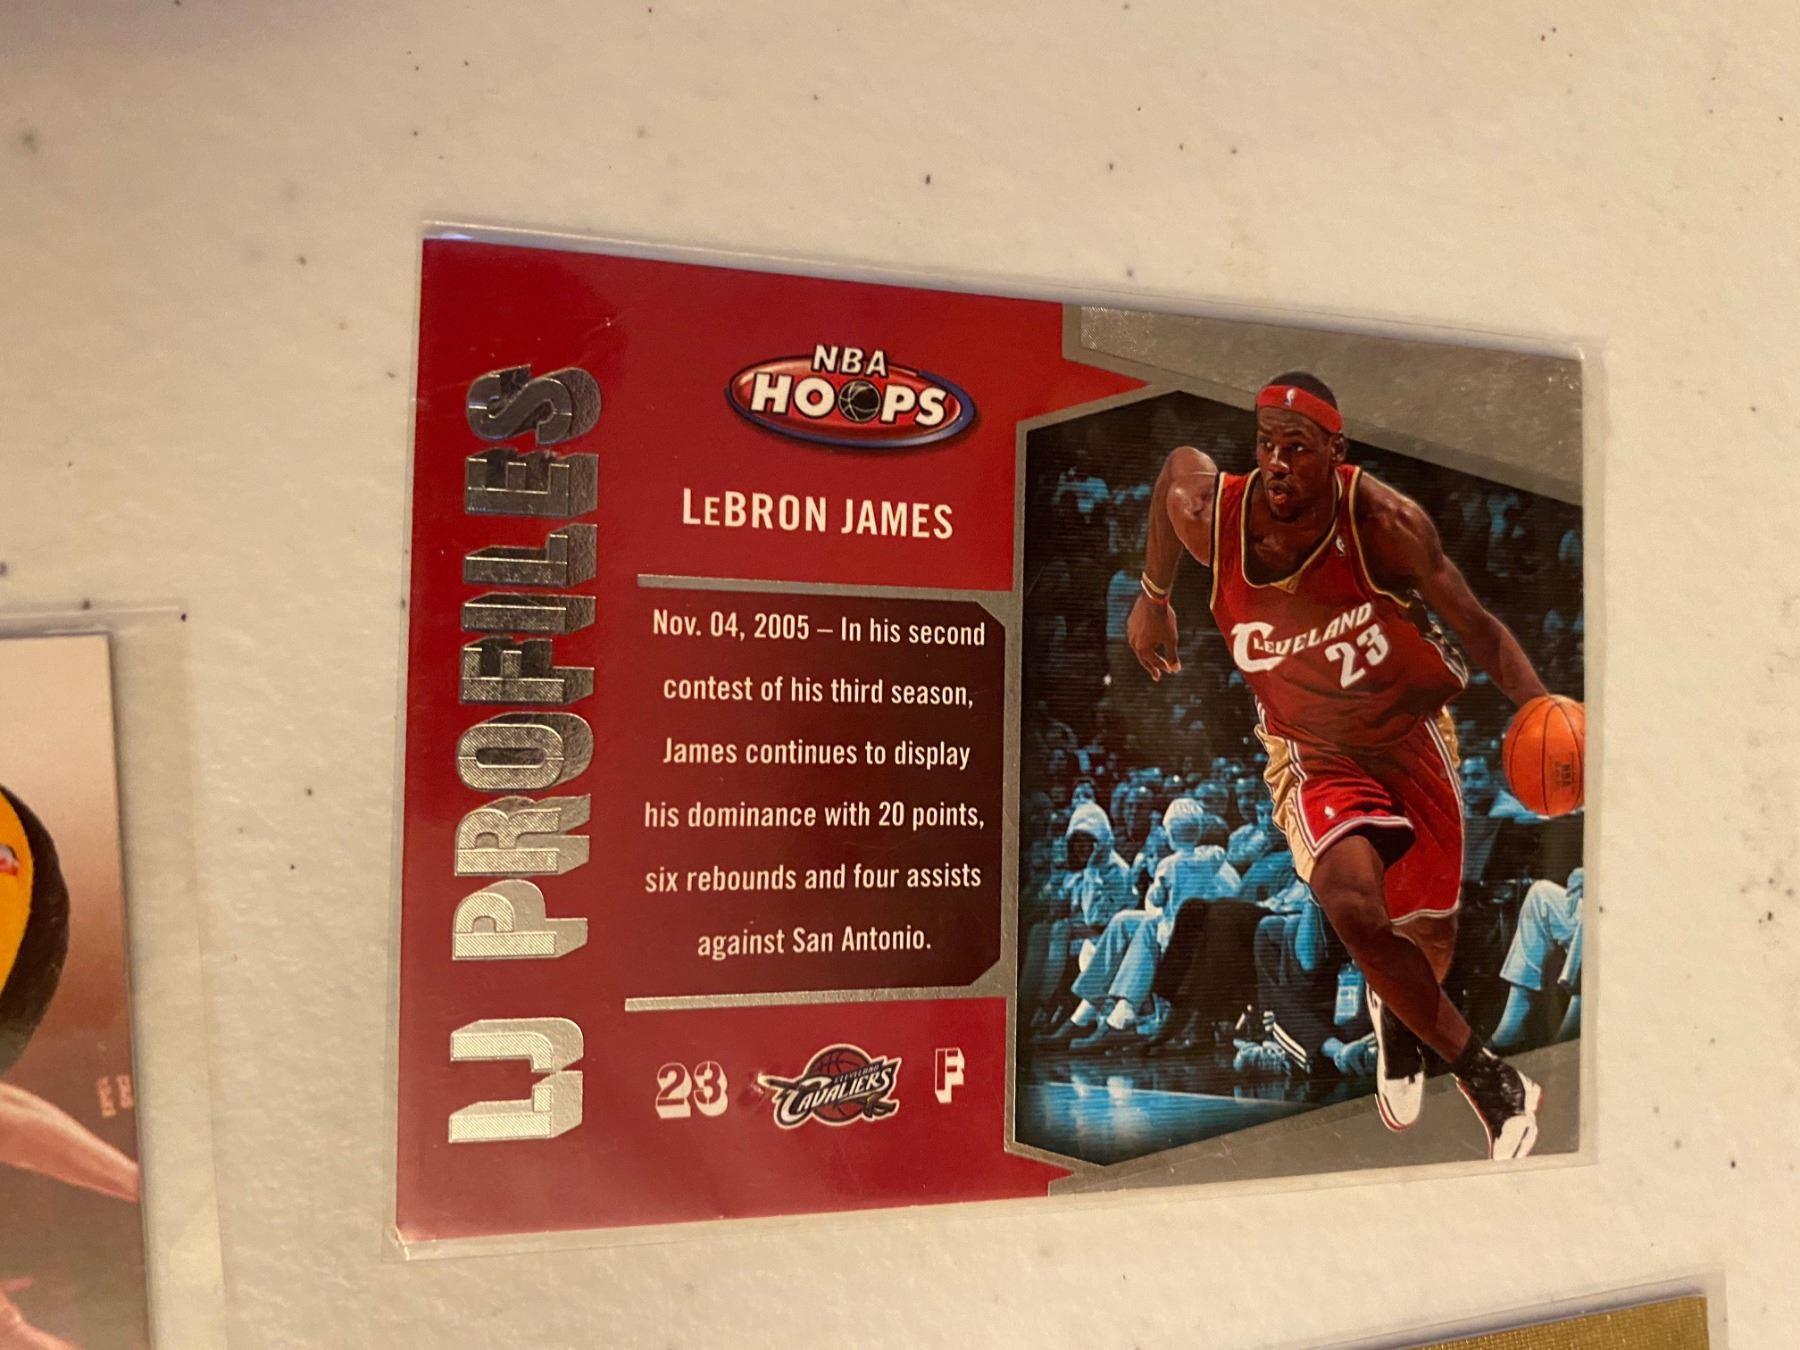 LJ PROFILES
NBA
HOOPS
LEBRON JAMES
Nov. 04, 2005 – In his second
contest of his third season,
James continues to display
his dominance with 20 points,
six rebounds and four assists
against San Antonio.
23
CLEVELAND
CAVALIERS
F
CLEVELAND
23